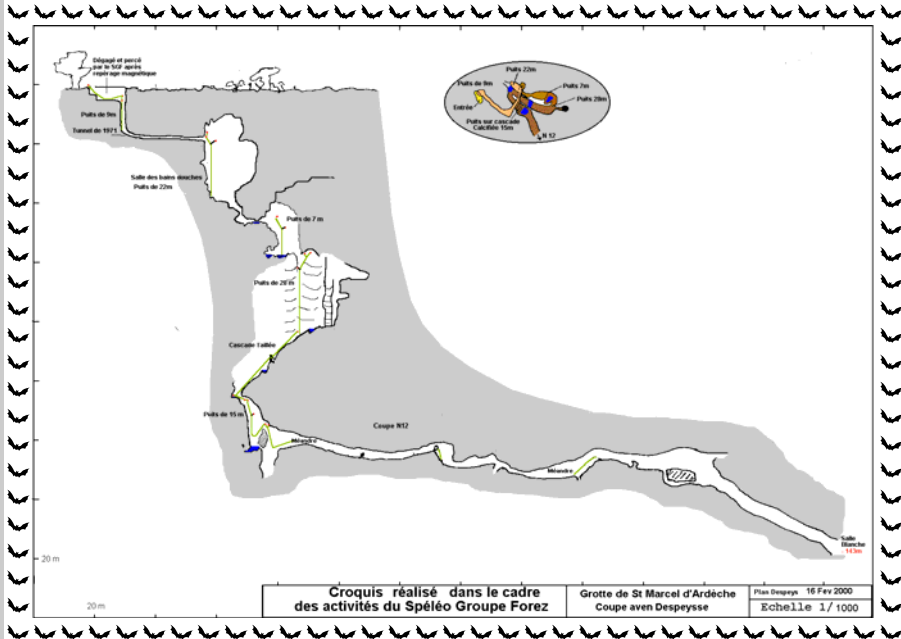 Dégagé et percé
par le SGF après
repérage magnétique
Puits de 9m
Tunnel de 1971
Salle des bains douches
Puits de 22m
Puits de 7 m
Puits de 28 m
Cascade Taillée
Puits de 15 m
Méandre
Coupe N12
Méandre
Salle
Blanche
-143m
Puits 22m
Puits de 9m
Puits 7m
Puits 28m
Entrée
Puits sur cascade
Calcifiée 15m
N 12
20 m
20 m
Croquis réalisé dans le cadre
des activités du Spéléo Groupe Forez
Grotte de St Marcel d'Ardèche
Coupe aven Despeysse
Plan Despeys 16 Fev 2000
Echelle 1/1000